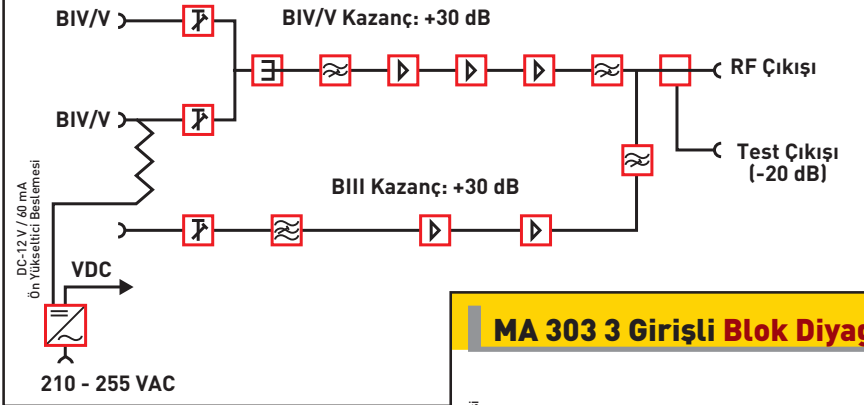 BIV/V
BIV/V Kazanç: +30 dB
RF Çıkışı
BIV/V
Test Çıkışı
(-20 dB)
BIII Kazanç: +30 dB
DC-12 V / 60 mA
Ön Yükseltici Beslemesi
VDC
210 - 255 VAC
MA 303 3 Girişli Blok Diyag